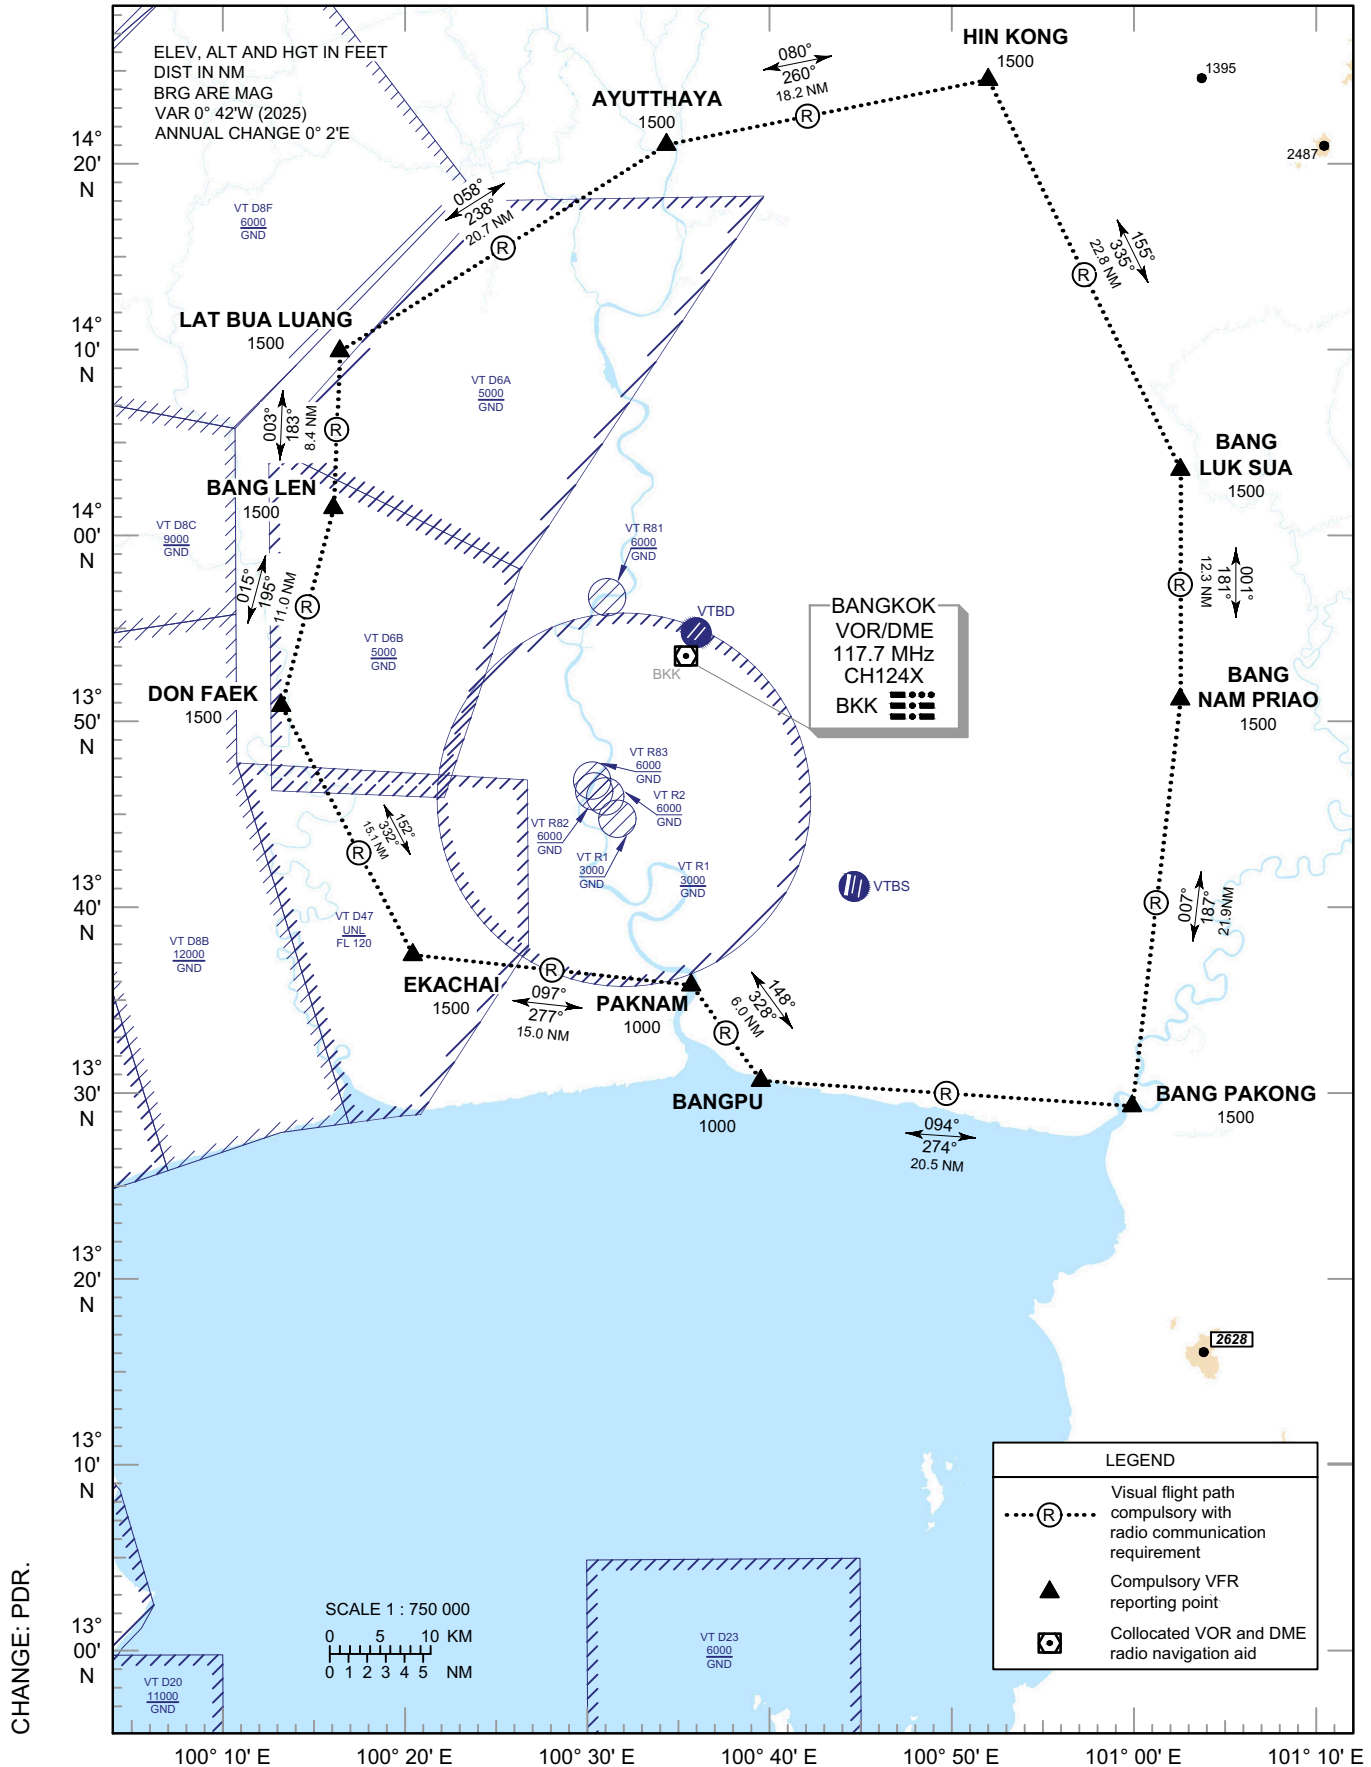 ELEV, ALT AND HGT IN FEET
DIST IN NM
BRG ARE MAG
VAR 0° 42'W (2025)
ANNUAL CHANGE 0° 2'E
HIN KONG
1500
080°
260°
18.2 NM
1395
AYUTTHAYA
1500
2487
14°
20'
N
058°
238°
20.7 NM
VT D8F
6000
GND
155°
335°
22.8 NM
LAT BUA LUANG
1500
14°
10'
N
VT D6A
5000
GND
003°
183°
8.4 NM
BANG
LUK SUA
1500
BANG LEN
1500
14°
00'
N
VT D8C
9000
GND
VT R81
6000
GND
015°
195°
11.0 NM
001°
181°
12.3 NM
VTBD
BKK
BANGKOK
VOR/DME
117.7 MHz
CH124X
BKK
VT D6B
5000
GND
DON FAEK
1500
BANG
NAM PRIAO
1500
13°
50'
N
VT R83
6000
GND
VT R2
6000
GND
VT R82
6000
GND
VT R1
3000
GND
VT R1
3000
GND
152°
332°
15.1 NM
VTBS
13°
40'
N
007°
187°
21.9NM
VT D47
UNL
FL 120
VT D8B
12000
GND
EKACHAI
1500
097°
277°
15.0 NM
PAKNAM
1000
148°
328°
6.0 NM
13°
30'
N
BANGPU
1000
BANG PAKONG
1500
094°
274°
20.5 NM
13°
20'
N
2628
13°
10'
N
LEGEND
Visual flight path
compulsory with
radio communication
requirement
Compulsory VFR
reporting point
Collocated VOR and DME
radio navigation aid
CHANGE: PDR.
SCALE 1 : 750 000
0 5 10 KM
0 1 2 3 4 5 NM
13°
00'
N
VT D23
6000
GND
VT D20
11000
GND
100° 10' E
100° 20' E
100° 30' E
100° 40' E
100° 50' E
101° 00' E
101° 10' E